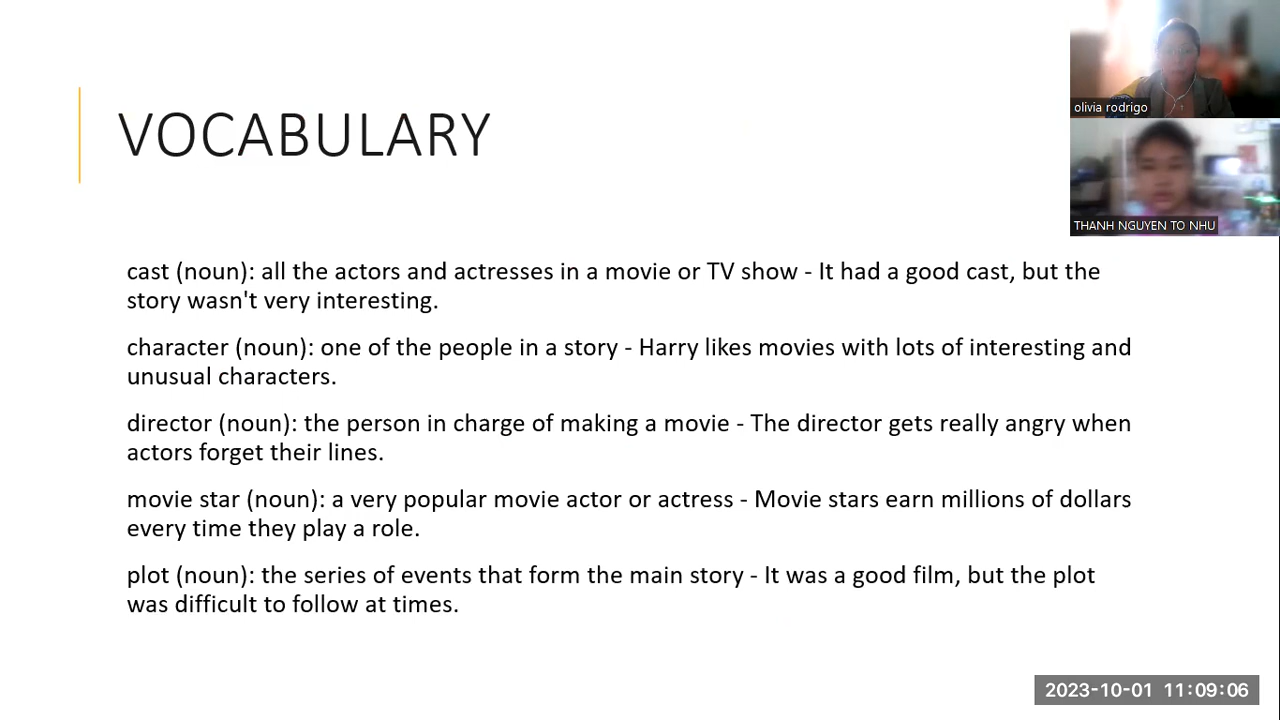 VOCABULARY
olivia rodrigo
THANH NGUYEN TO NHU
cast (noun): all the actors and actresses in a movie or TV show - It had a good cast, but the
story wasn't very interesting.
character (noun): one of the people in a story - Harry likes movies with lots of interesting and
unusual characters.
director (noun): the person in charge of making a movie - The director gets really angry when
actors forget their lines.
movie star (noun): a very popular movie actor or actress - Movie stars earn millions of dollars
every time they play a role.
plot (noun): the series of events that form the main story - It was a good film, but the plot
was difficult to follow at times.
2023-10-01 11:09:06